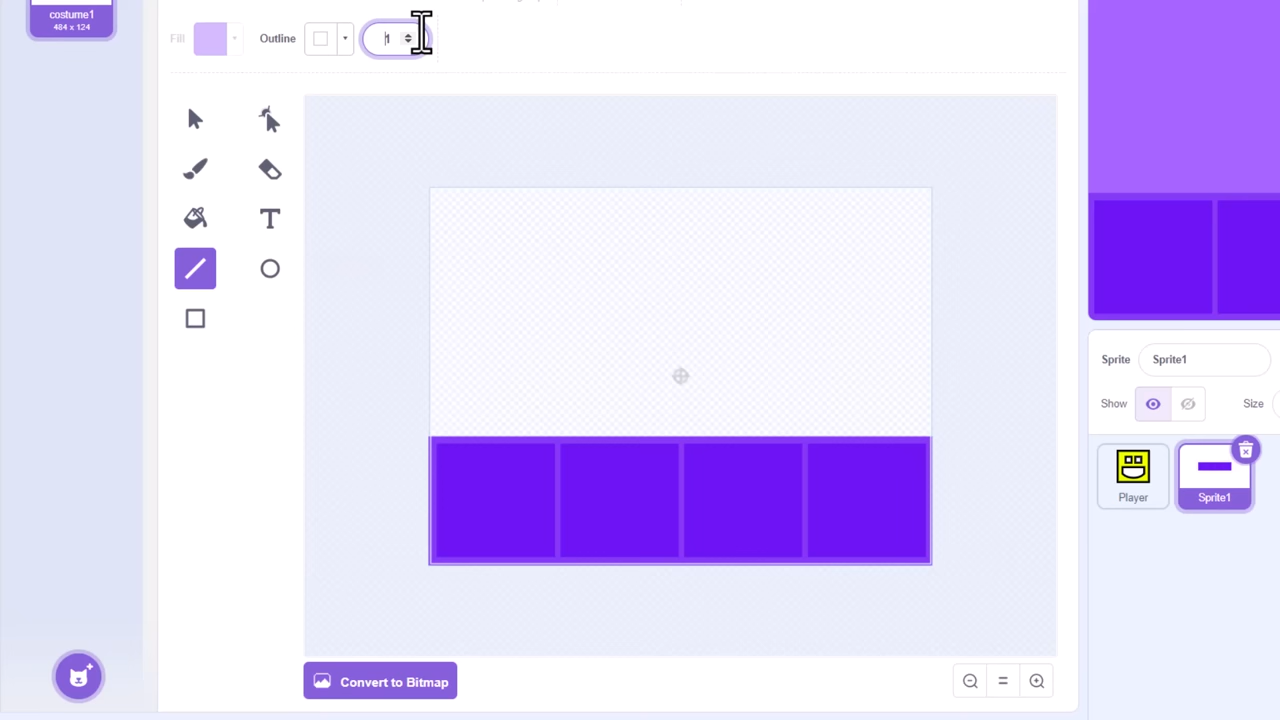 costume1
484 x 124
Fill
Outline
1
T
Convert to Bitmap
Sprite
Sprite1
Show
Size
Player
Sprite1